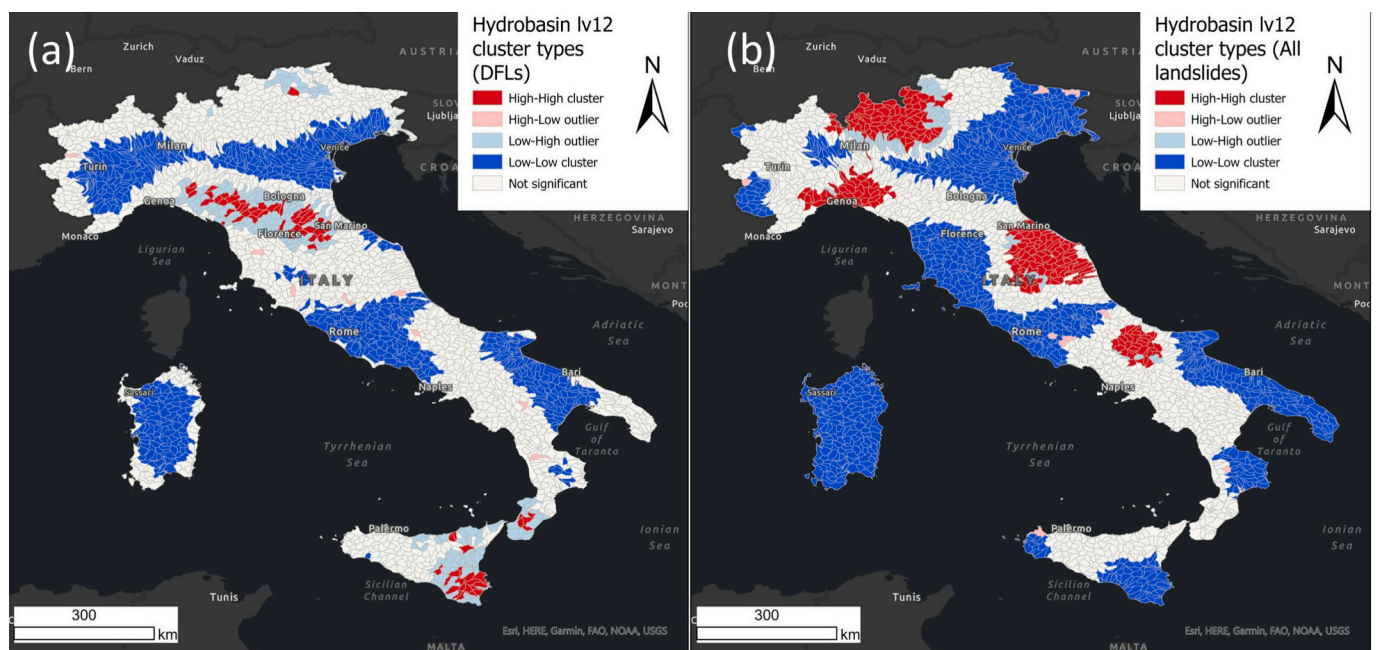 (a)
Hydrobasin lv12
cluster types
(DFLs)
N
High-High cluster
High-Low outlier
Low-High outlier
Low-Low cluster
Not significant
Zurich
Vaduz
Bern
AUSTRIA
SLO
Ljublja
Milan
Venice
Turin
CROA
Genoa
Bologna
San Marino
Florence
Monaco
Ligurian
Sea
HERZEGOVINA
Sarajevo
ITALY
MONT
Po
Rome
Adriatic
Sea
Naples
Bari
Sassari
Gulf
of
Taranto
Tyrrhenian
Sea
Palermo
Ionian
Sea
Sicilian
Channel
Tunis
300
km
MALTA
Esri, HERE, Garmin, FAO, NOAA, USGS
(b)
Hydrobasin lv12
cluster types (All
landslides)
N
High-High cluster
High-Low outlier
Low-High outlier
Low-Low cluster
Not significant
Zurich
Vaduz
Bern
AUSTRIA
SLOV
Ljublja
Milan
Venice
Turin
CROA
Genoa
Bologna
San Marino
Florence
Monaco
Ligurian
Sea
HERZEGOVINA
Sarajevo
ITALY
MONT
Po
Rome
Adriatic
Sea
Naples
Bari
Sassari
Gulf
of
Taranto
Tyrrhenian
Sea
Palermo
Ionian
Sea
Sicilian
Channel
Tunis
300
km
MALTA
Esri, HERE, Garmin, FAO, NOAA, USGS